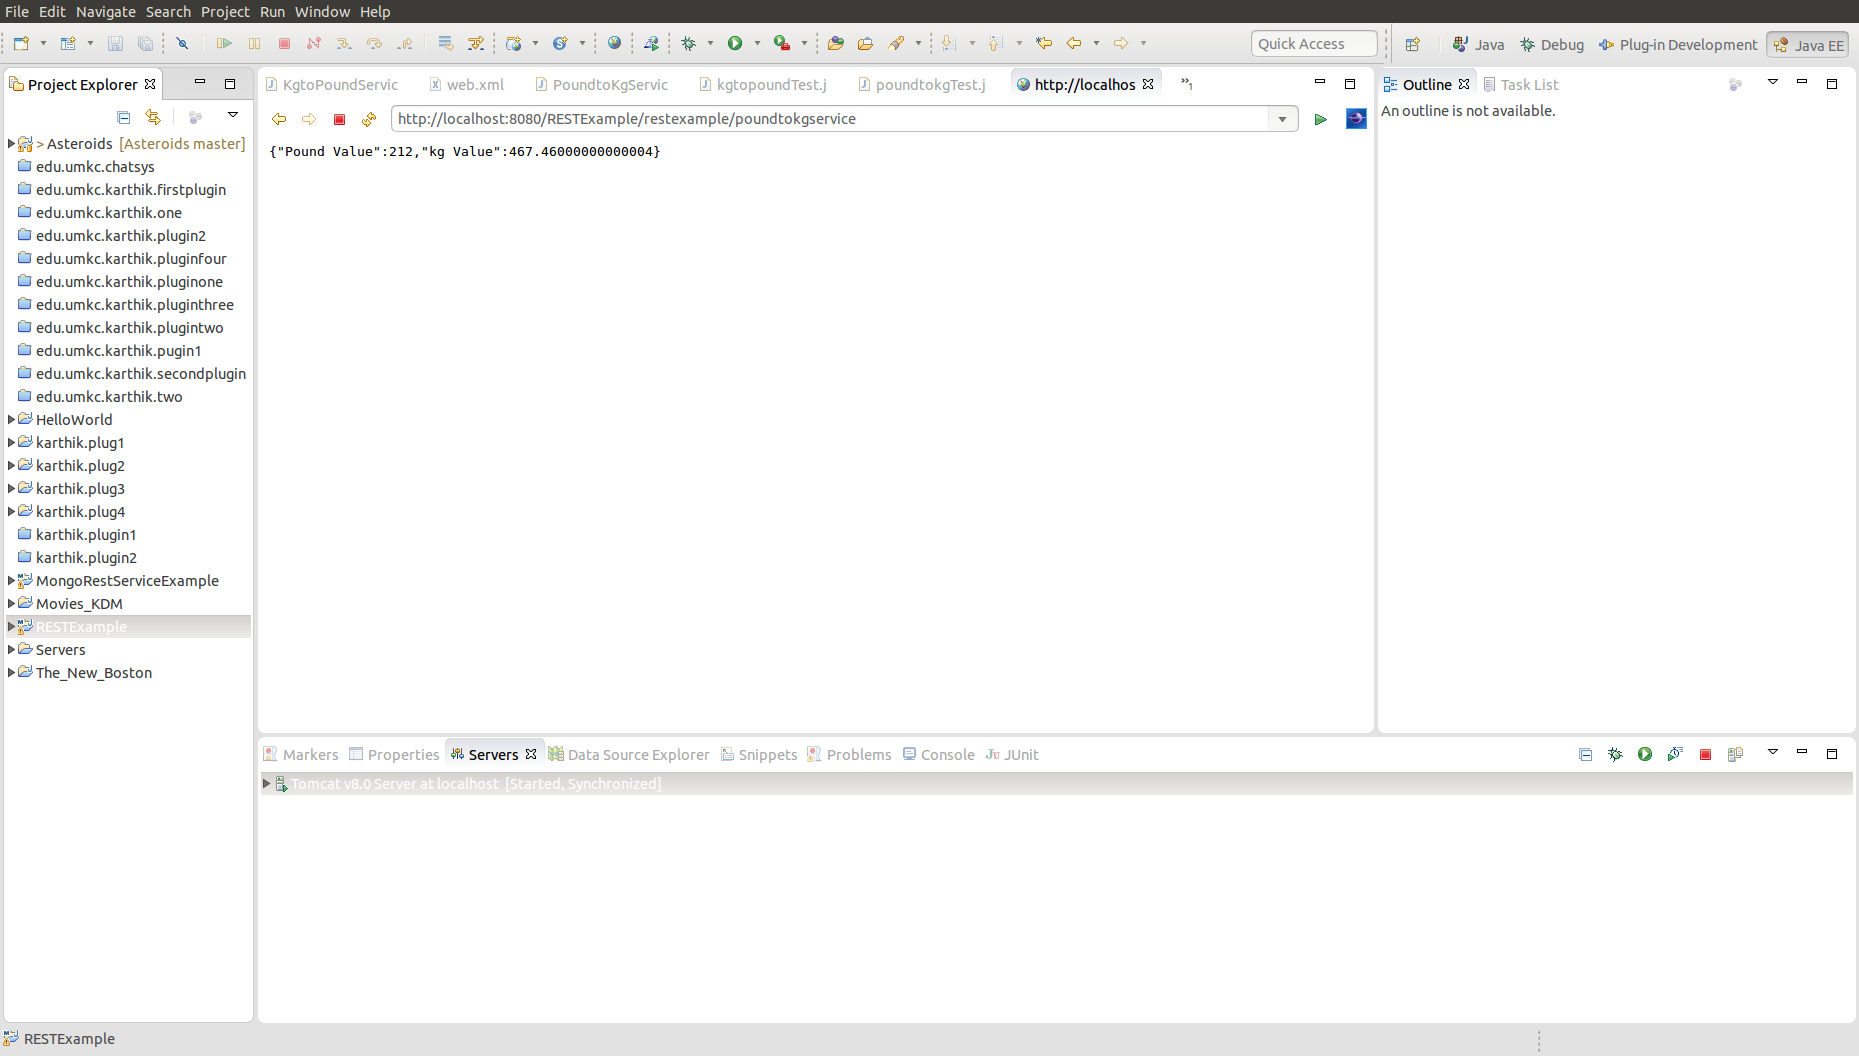 File Edit Navigate Search Project Run Window Help
Quick Access
Java
Debug
Plug-in Development
Java EE
Project Explorer
KgtoPoundServic
web.xml
PoundtoKgServic
kgtopoundTest.j
poundtokgTest.j
http://localhos
»1
Outline
Task List
http://localhost:8080/RESTExample/restexample/poundtokgservice
An outline is not available.
{"Pound Value":212,"kg Value":467.46000000000004}
> Asteroids [Asteroids master]
edu.umkc.chatsys
edu.umkc.karthik.firstplugin
edu.umkc.karthik.one
edu.umkc.karthik.plugin2
edu.umkc.karthik.pluginfour
edu.umkc.karthik.pluginone
edu.umkc.karthik.pluginthree
edu.umkc.karthik.plugintwo
edu.umkc.karthik.pugin1
edu.umkc.karthik.secondplugin
edu.umkc.karthik.two
HelloWorld
karthik.plug1
karthik.plug2
karthik.plug3
karthik.plug4
karthik.plugin1
karthik.plugin2
MongoRestServiceExample
Movies_KDM
RESTExample
Servers
The_New_Boston
Markers
Properties
Servers
Data Source Explorer
Snippets
Problems
Console
JUnit
Tomcat v8.0 Server at localhost [Started, Synchronized]
RESTExample